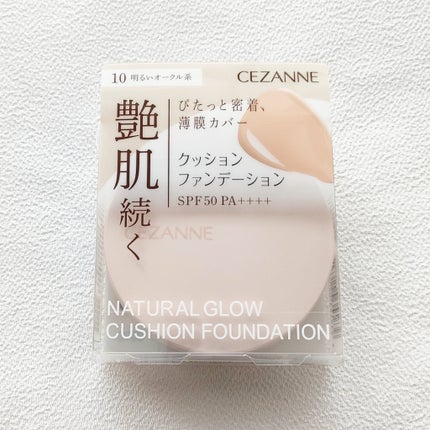 10 明るいオークル系
CEZANNE
艶肌続く
ぴたっと密着、
薄膜カバー
クッション
ファンデーション
SPF50 PA++++
CEZANNE
NATURAL GLOW
CUSHION FOUNDATION